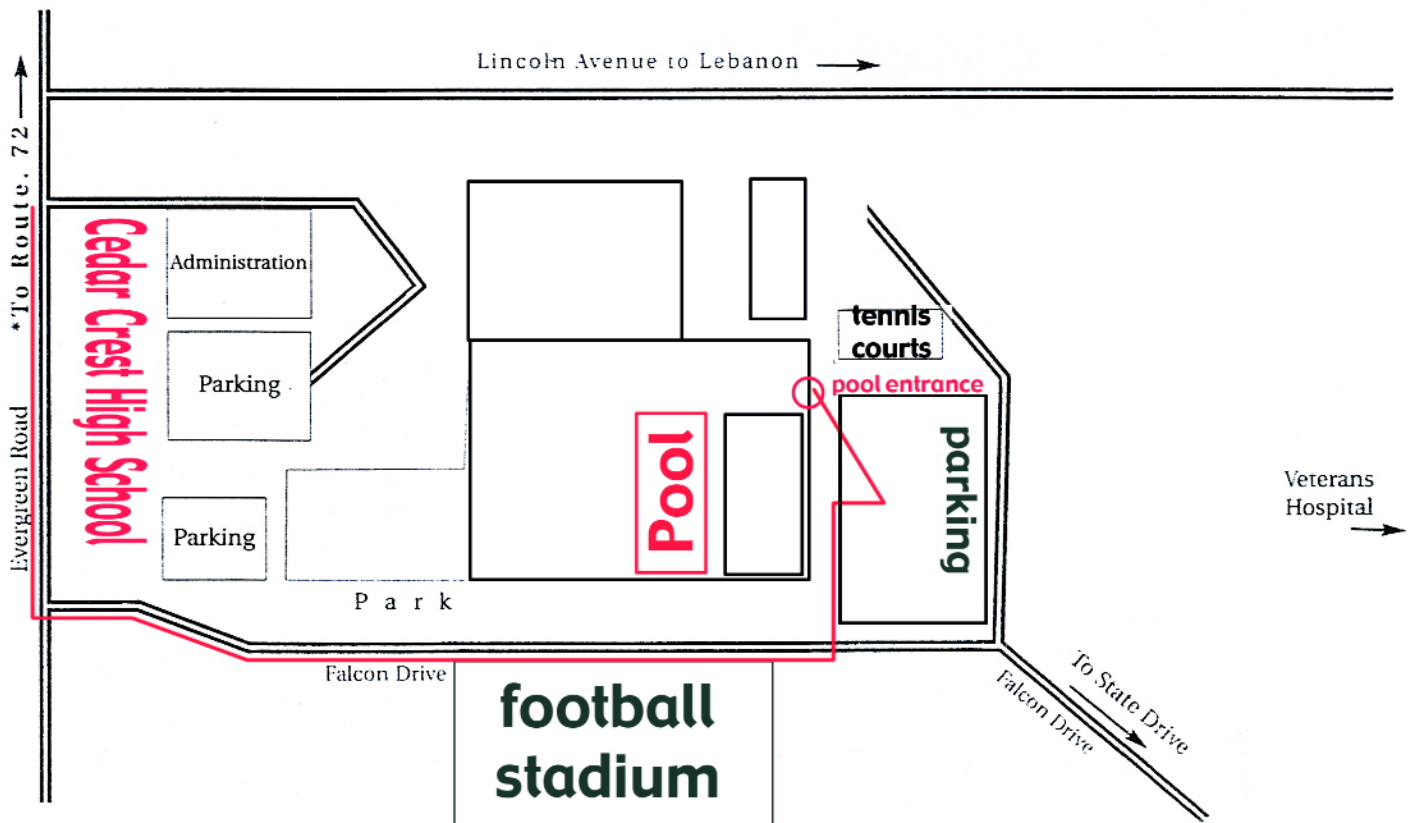 Lincoln Avenue to Lebanon
*To Route. 72
Cedar Crest High School
Administration
Parking
Parking
Evergreen Road
tennis
courts
pool entrance
Pool
parking
Veterans
Hospital
Park
Falcon Drive
football
stadium
To State Drive
Falcon Drive